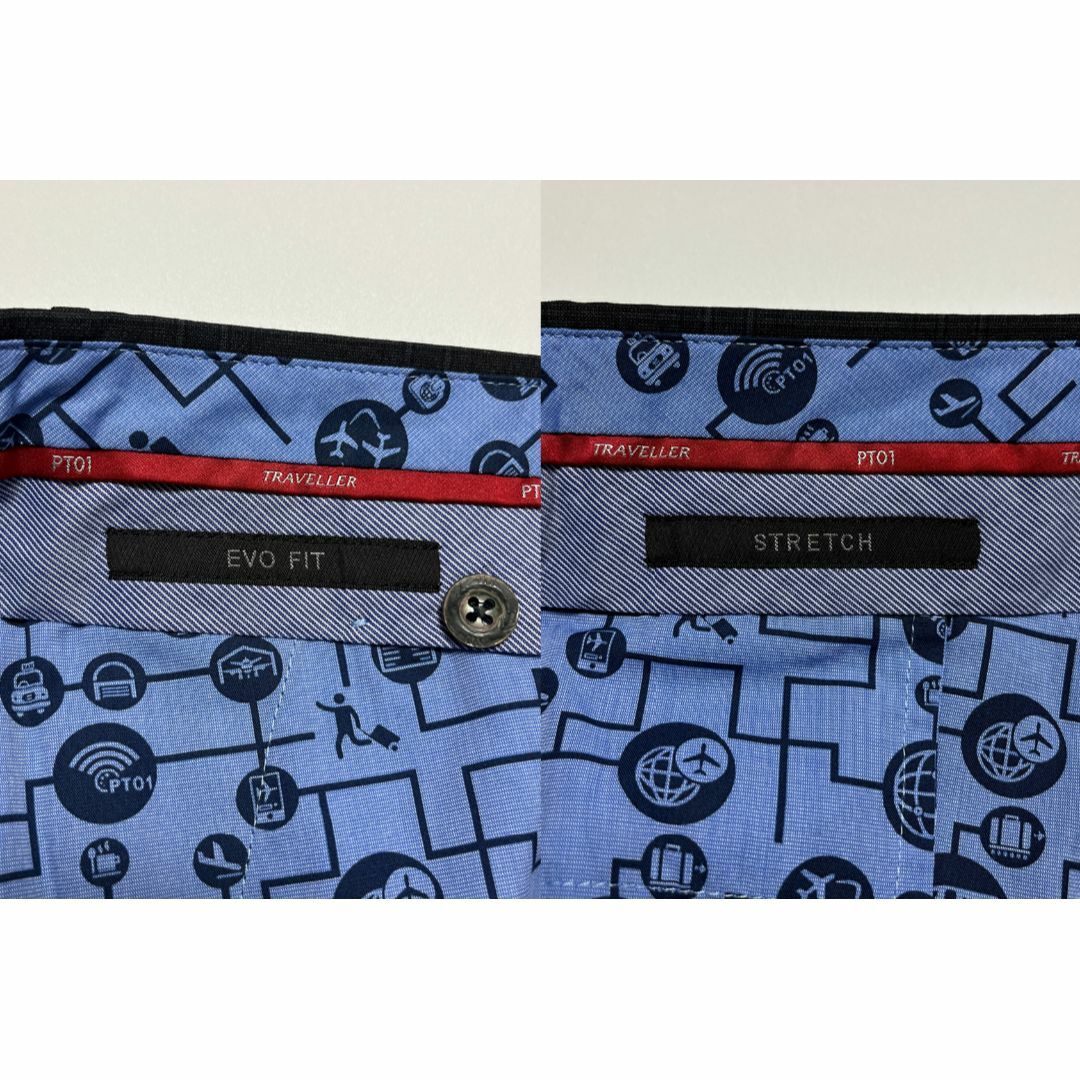 PT01 TRAVELLER PT
EVO FIT
PT01
PT01
TRAVELLER PT01 TR
STRETCH